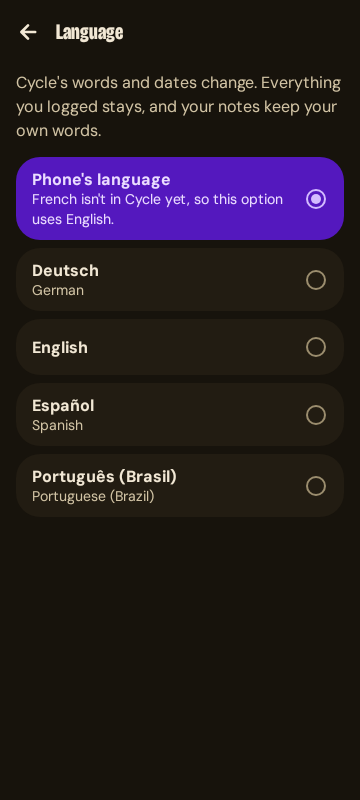 Language
Cycle's words and dates change. Everything
you logged stays, and your notes keep your
own words.
Phone's language
French isn't in Cycle yet, so this option
uses English.
Deutsch
German
English
Español
Spanish
Português (Brasil)
Portuguese (Brazil)